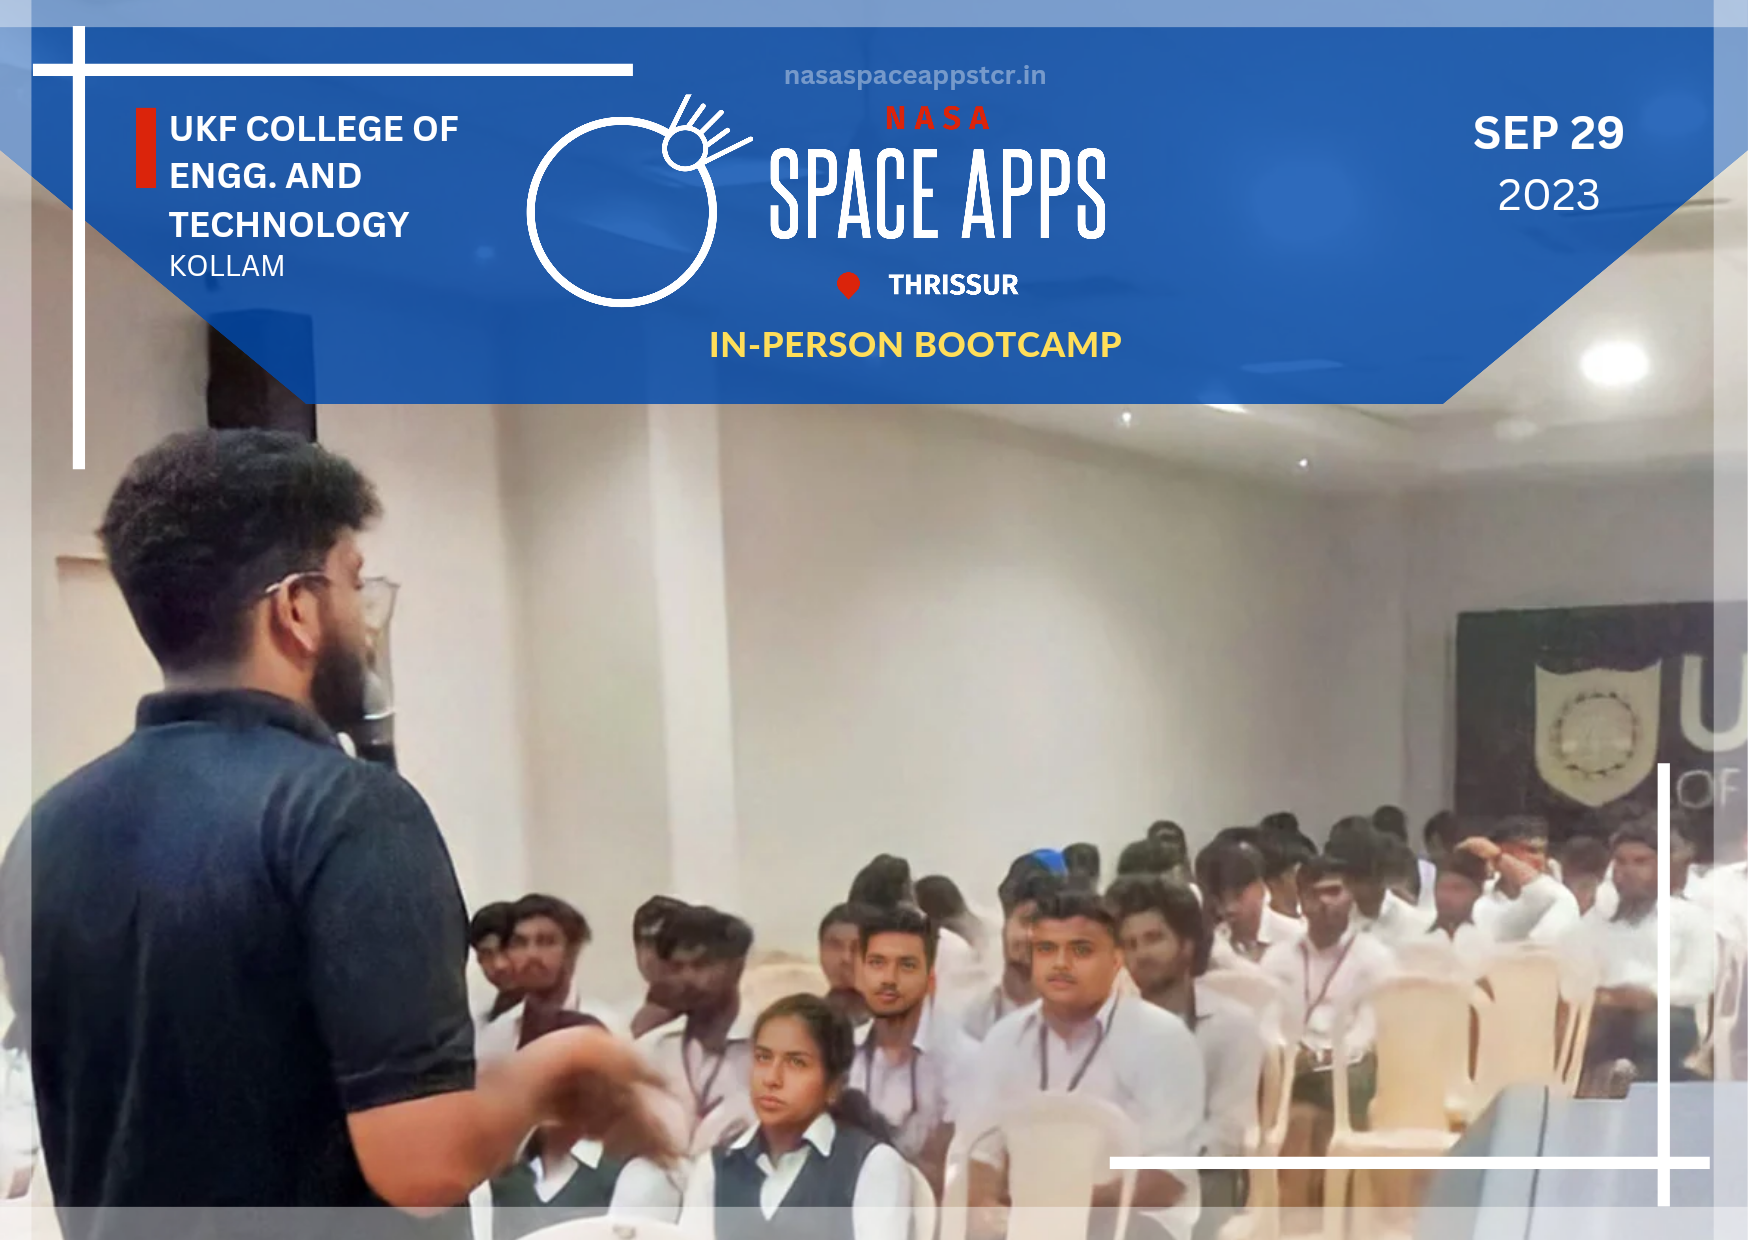 nasaspaceappstcr.in
UKF COLLEGE OF
ENGG. AND
TECHNOLOGY
KOLLAM
NASA
SPACE APPS
THRISSUR
IN-PERSON BOOTCAMP
SEP 29
2023
U
OF